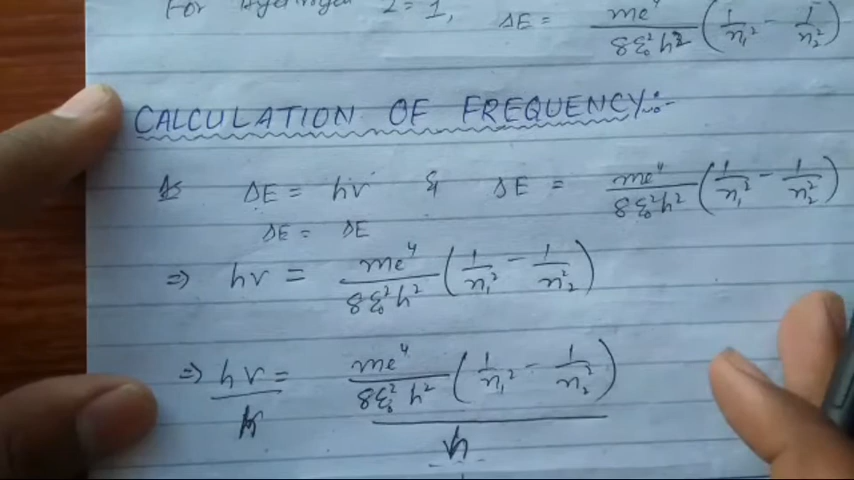 For Hydrogen Z = 1, ΔE = me⁴/8ε₀²h² (1/n₁² - 1/n₂²)
CALCULATION OF FREQUENCY:-
As ΔE = hν & ΔE = me⁴/8ε₀²h² (1/n₁² - 1/n₂²)
ΔE = ΔE
⇒ hν = me⁴/8ε₀²h² (1/n₁² - 1/n₂²)
⇒ hν/h = me⁴/8ε₀²h² (1/n₁² - 1/n₂²)/h